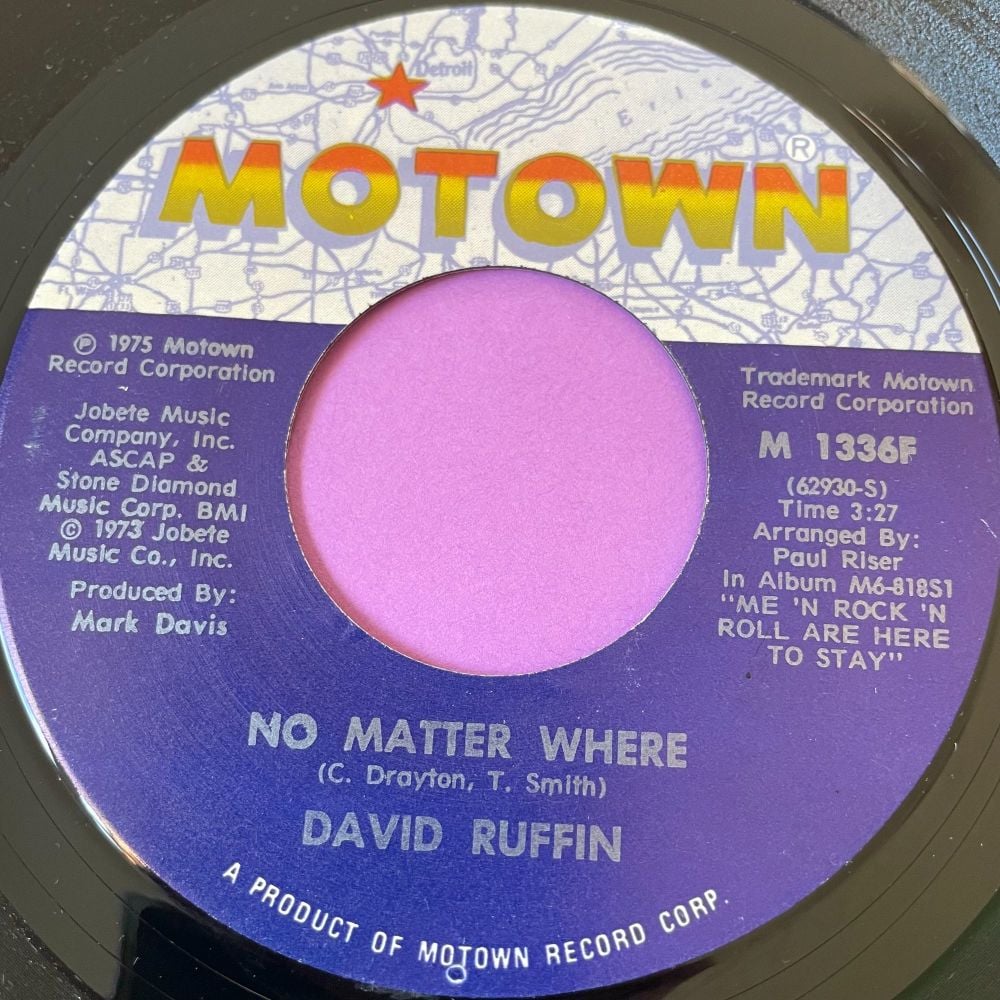 Detroit
Erie
MOTOWN®
℗ 1975 Motown
Record Corporation
Jobete Music
Company, Inc.
ASCAP &
Stone Diamond
Music Corp. BMI
© 1973 Jobete
Music Co., Inc.
Produced By:
Mark Davis
Trademark Motown
Record Corporation
M 1336F
(62930-S)
Time 3:27
Arranged By:
Paul Riser
In Album M6-818S1
"ME 'N ROCK 'N
ROLL ARE HERE
TO STAY"
NO MATTER WHERE
(C. Drayton, T. Smith)
DAVID RUFFIN
A PRODUCT OF MOTOWN RECORD CORP.